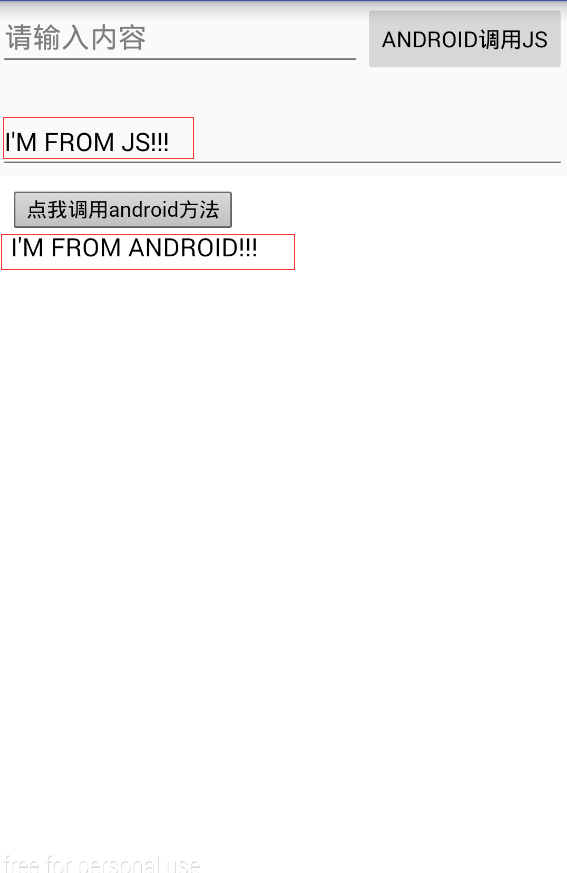 请输入内容 ANDROID调用JS
I'M FROM JS!!!
点我调用android方法
I'M FROM ANDROID!!!
free for personal use